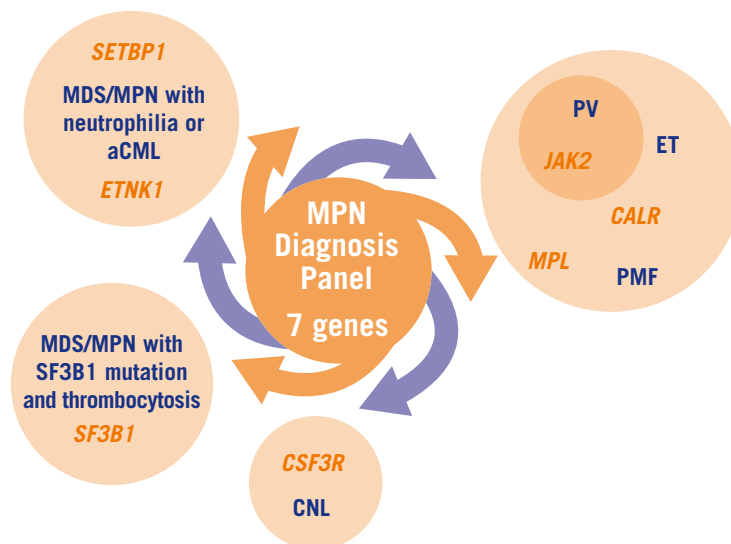 MPN
Diagnosis
Panel
7 genes
SETBP1
MDS/MPN with
neutrophilia or
aCML
ETNK1
PV
JAK2
ET
CALR
MPL
PMF
MDS/MPN with
SF3B1 mutation
and thrombocytosis
SF3B1
CSF3R
CNL